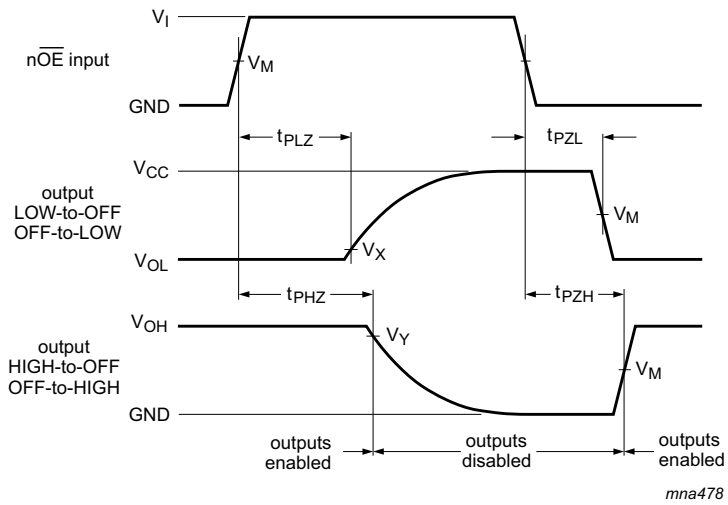 V_I
nO̅E̅ input
V_M
GND
t_PLZ
t_PZL
V_CC
output
LOW-to-OFF
OFF-to-LOW
V_M
V_X
V_OL
t_PHZ
t_PZH
V_OH
V_Y
output
HIGH-to-OFF
OFF-to-HIGH
V_M
GND
outputs
enabled
outputs
disabled
outputs
enabled
mna478